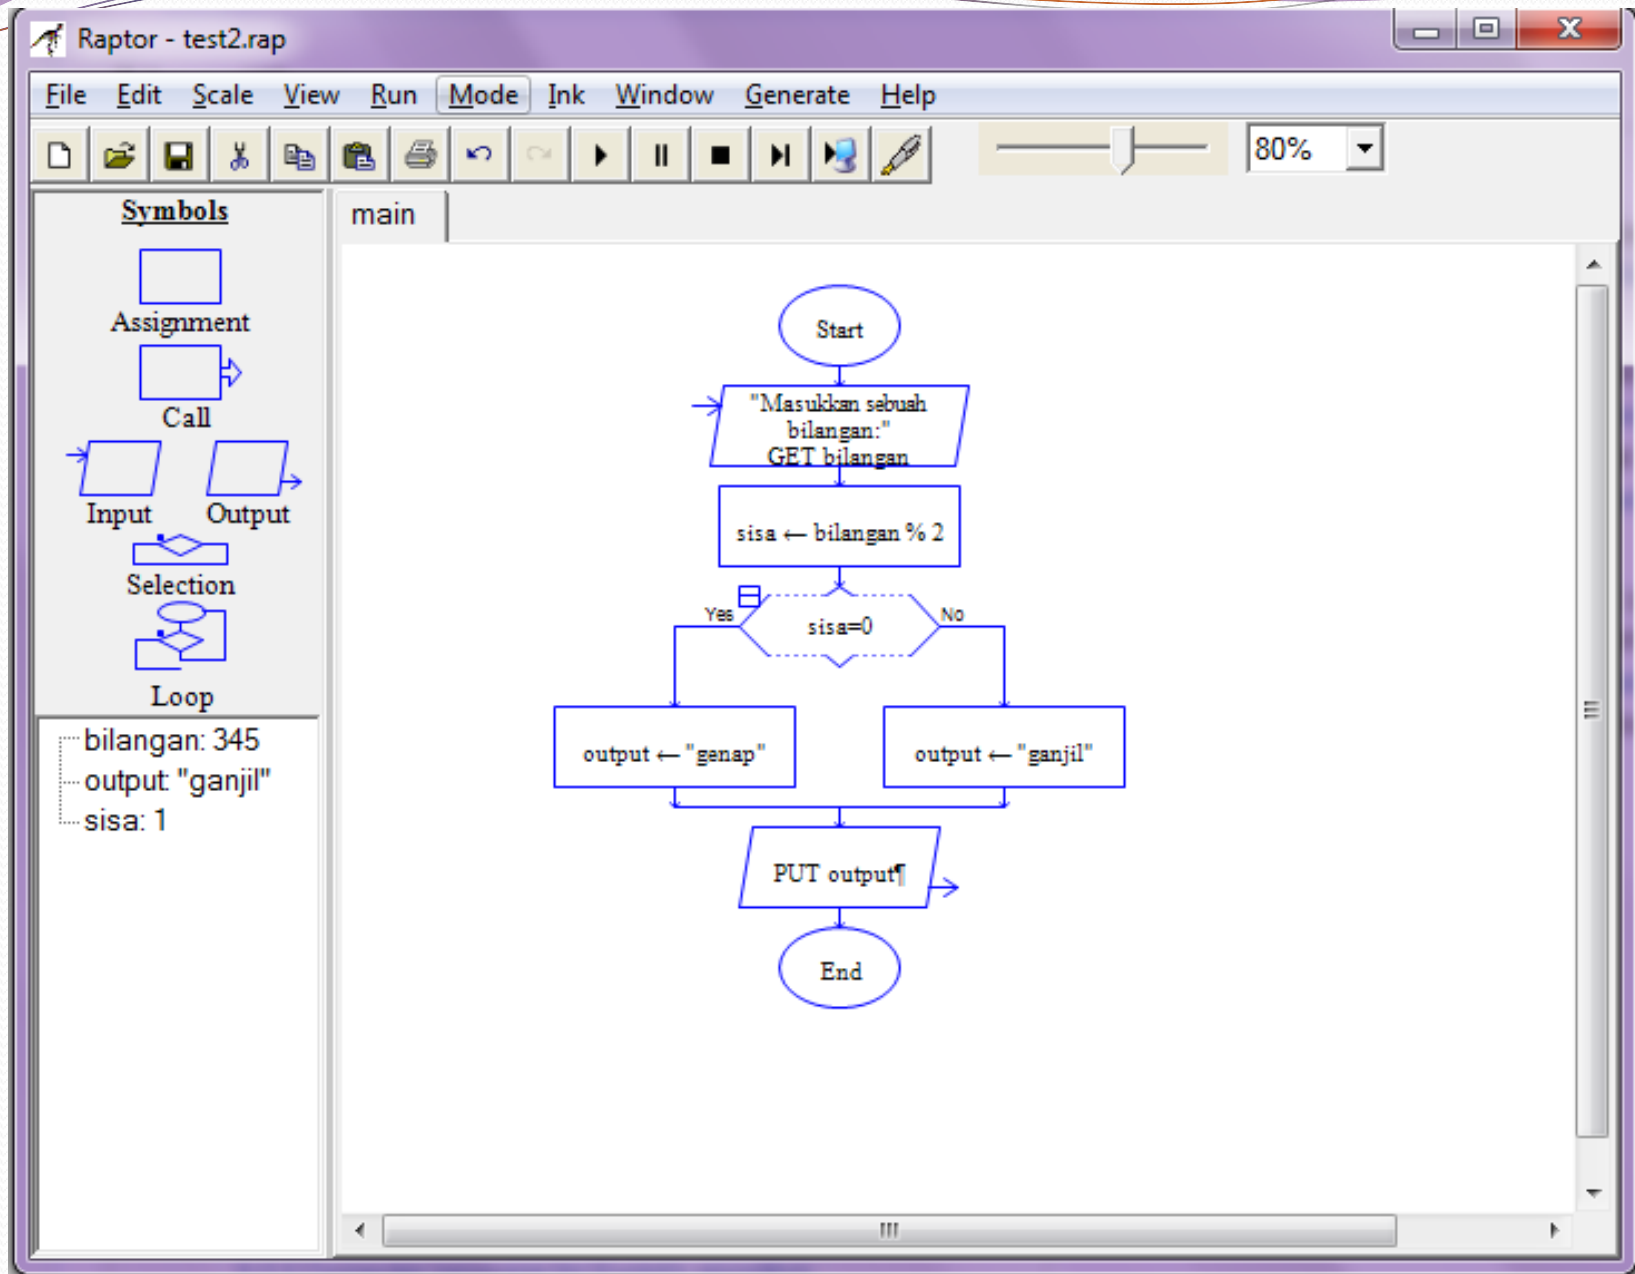 Raptor - test2.rap
File Edit Scale View Run Mode Ink Window Generate Help
80%
Symbols
Assignment
Call
Input Output
Selection
Loop
bilangan: 345
output: "ganjil"
sisa: 1
main
Start
"Masukkan sebuah
bilangan:"
GET bilangan
sisa ← bilangan % 2
Yes
sisa=0
No
output ← "genap"
output ← "ganjil"
PUT output¶
End